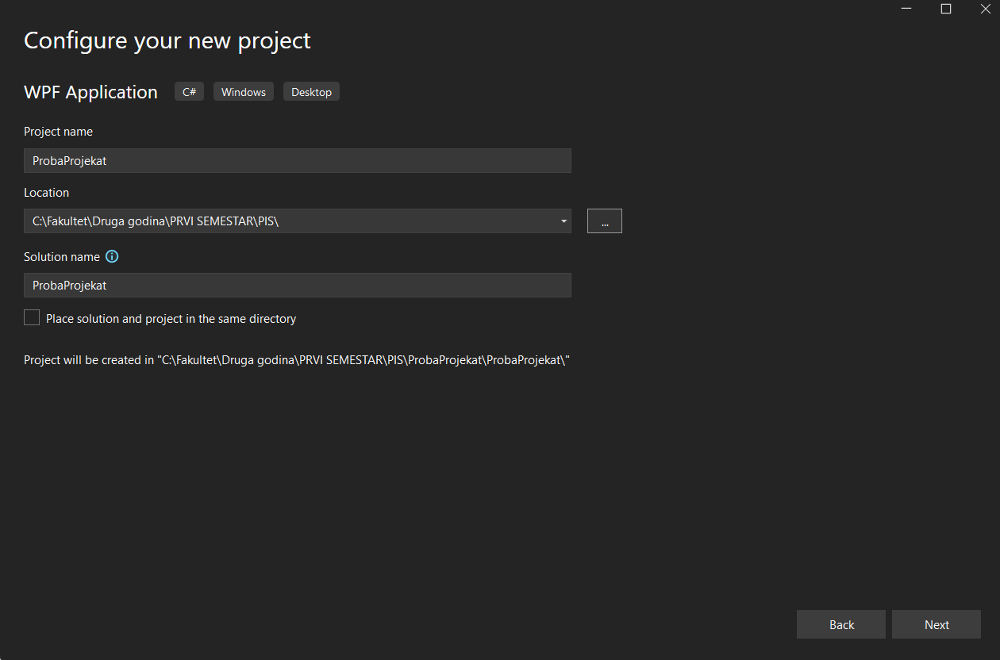 Configure your new project
WPF Application C# Windows Desktop
Project name
ProbaProjekat
Location
C:\Fakultet\Druga godina\PRVI SEMESTAR\PIS\ ...
Solution name
ProbaProjekat
Place solution and project in the same directory
Project will be created in "C:\Fakultet\Druga godina\PRVI SEMESTAR\PIS\ProbaProjekat\ProbaProjekat\"
Back Next